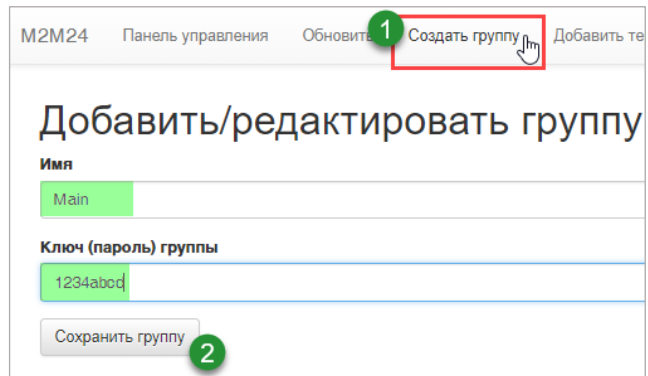 M2M24 Панель управления Обновить 1 Создать группу Добавить те
Добавить/редактировать группу
Имя
Main
Ключ (пароль) группы
1234abcd
Сохранить группу 2